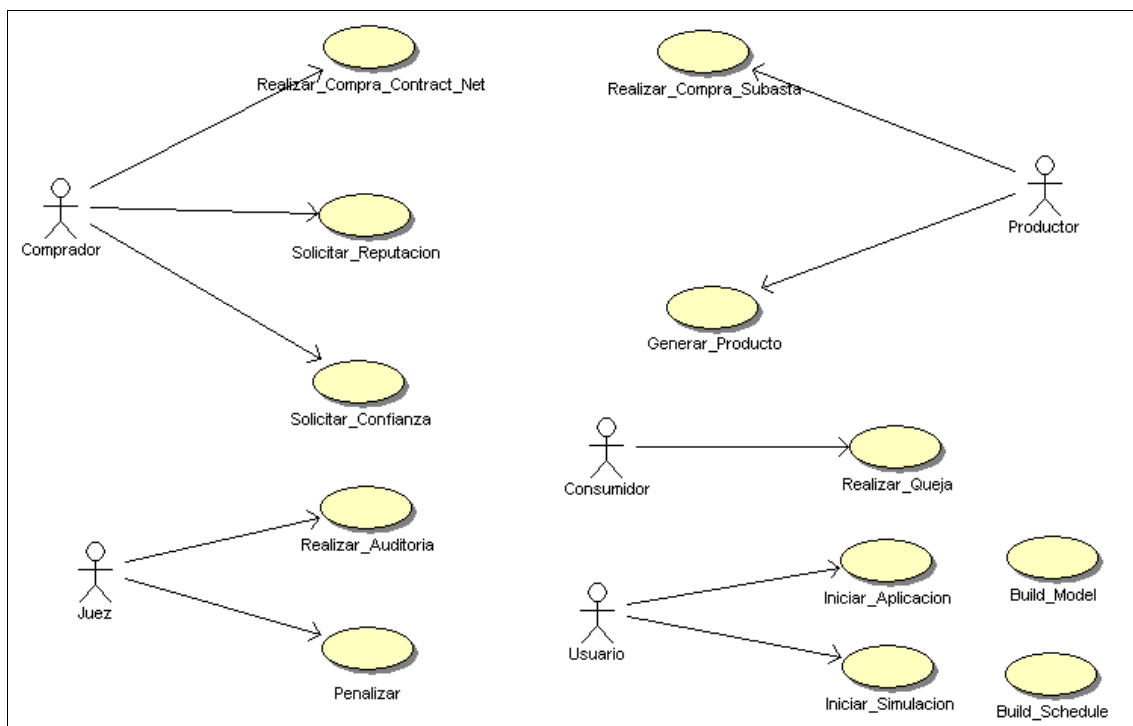 Realizar_Compra_Contract_Net
Realizar_Compra_Subasta
Comprador
Solicitar_Reputacion
Productor
Generar_Producto
Solicitar_Confianza
Consumidor
Realizar_Queja
Realizar_Auditoria
Juez
Iniciar_Aplicacion
Build_Model
Usuario
Penalizar
Iniciar_Simulacion
Build_Schedule